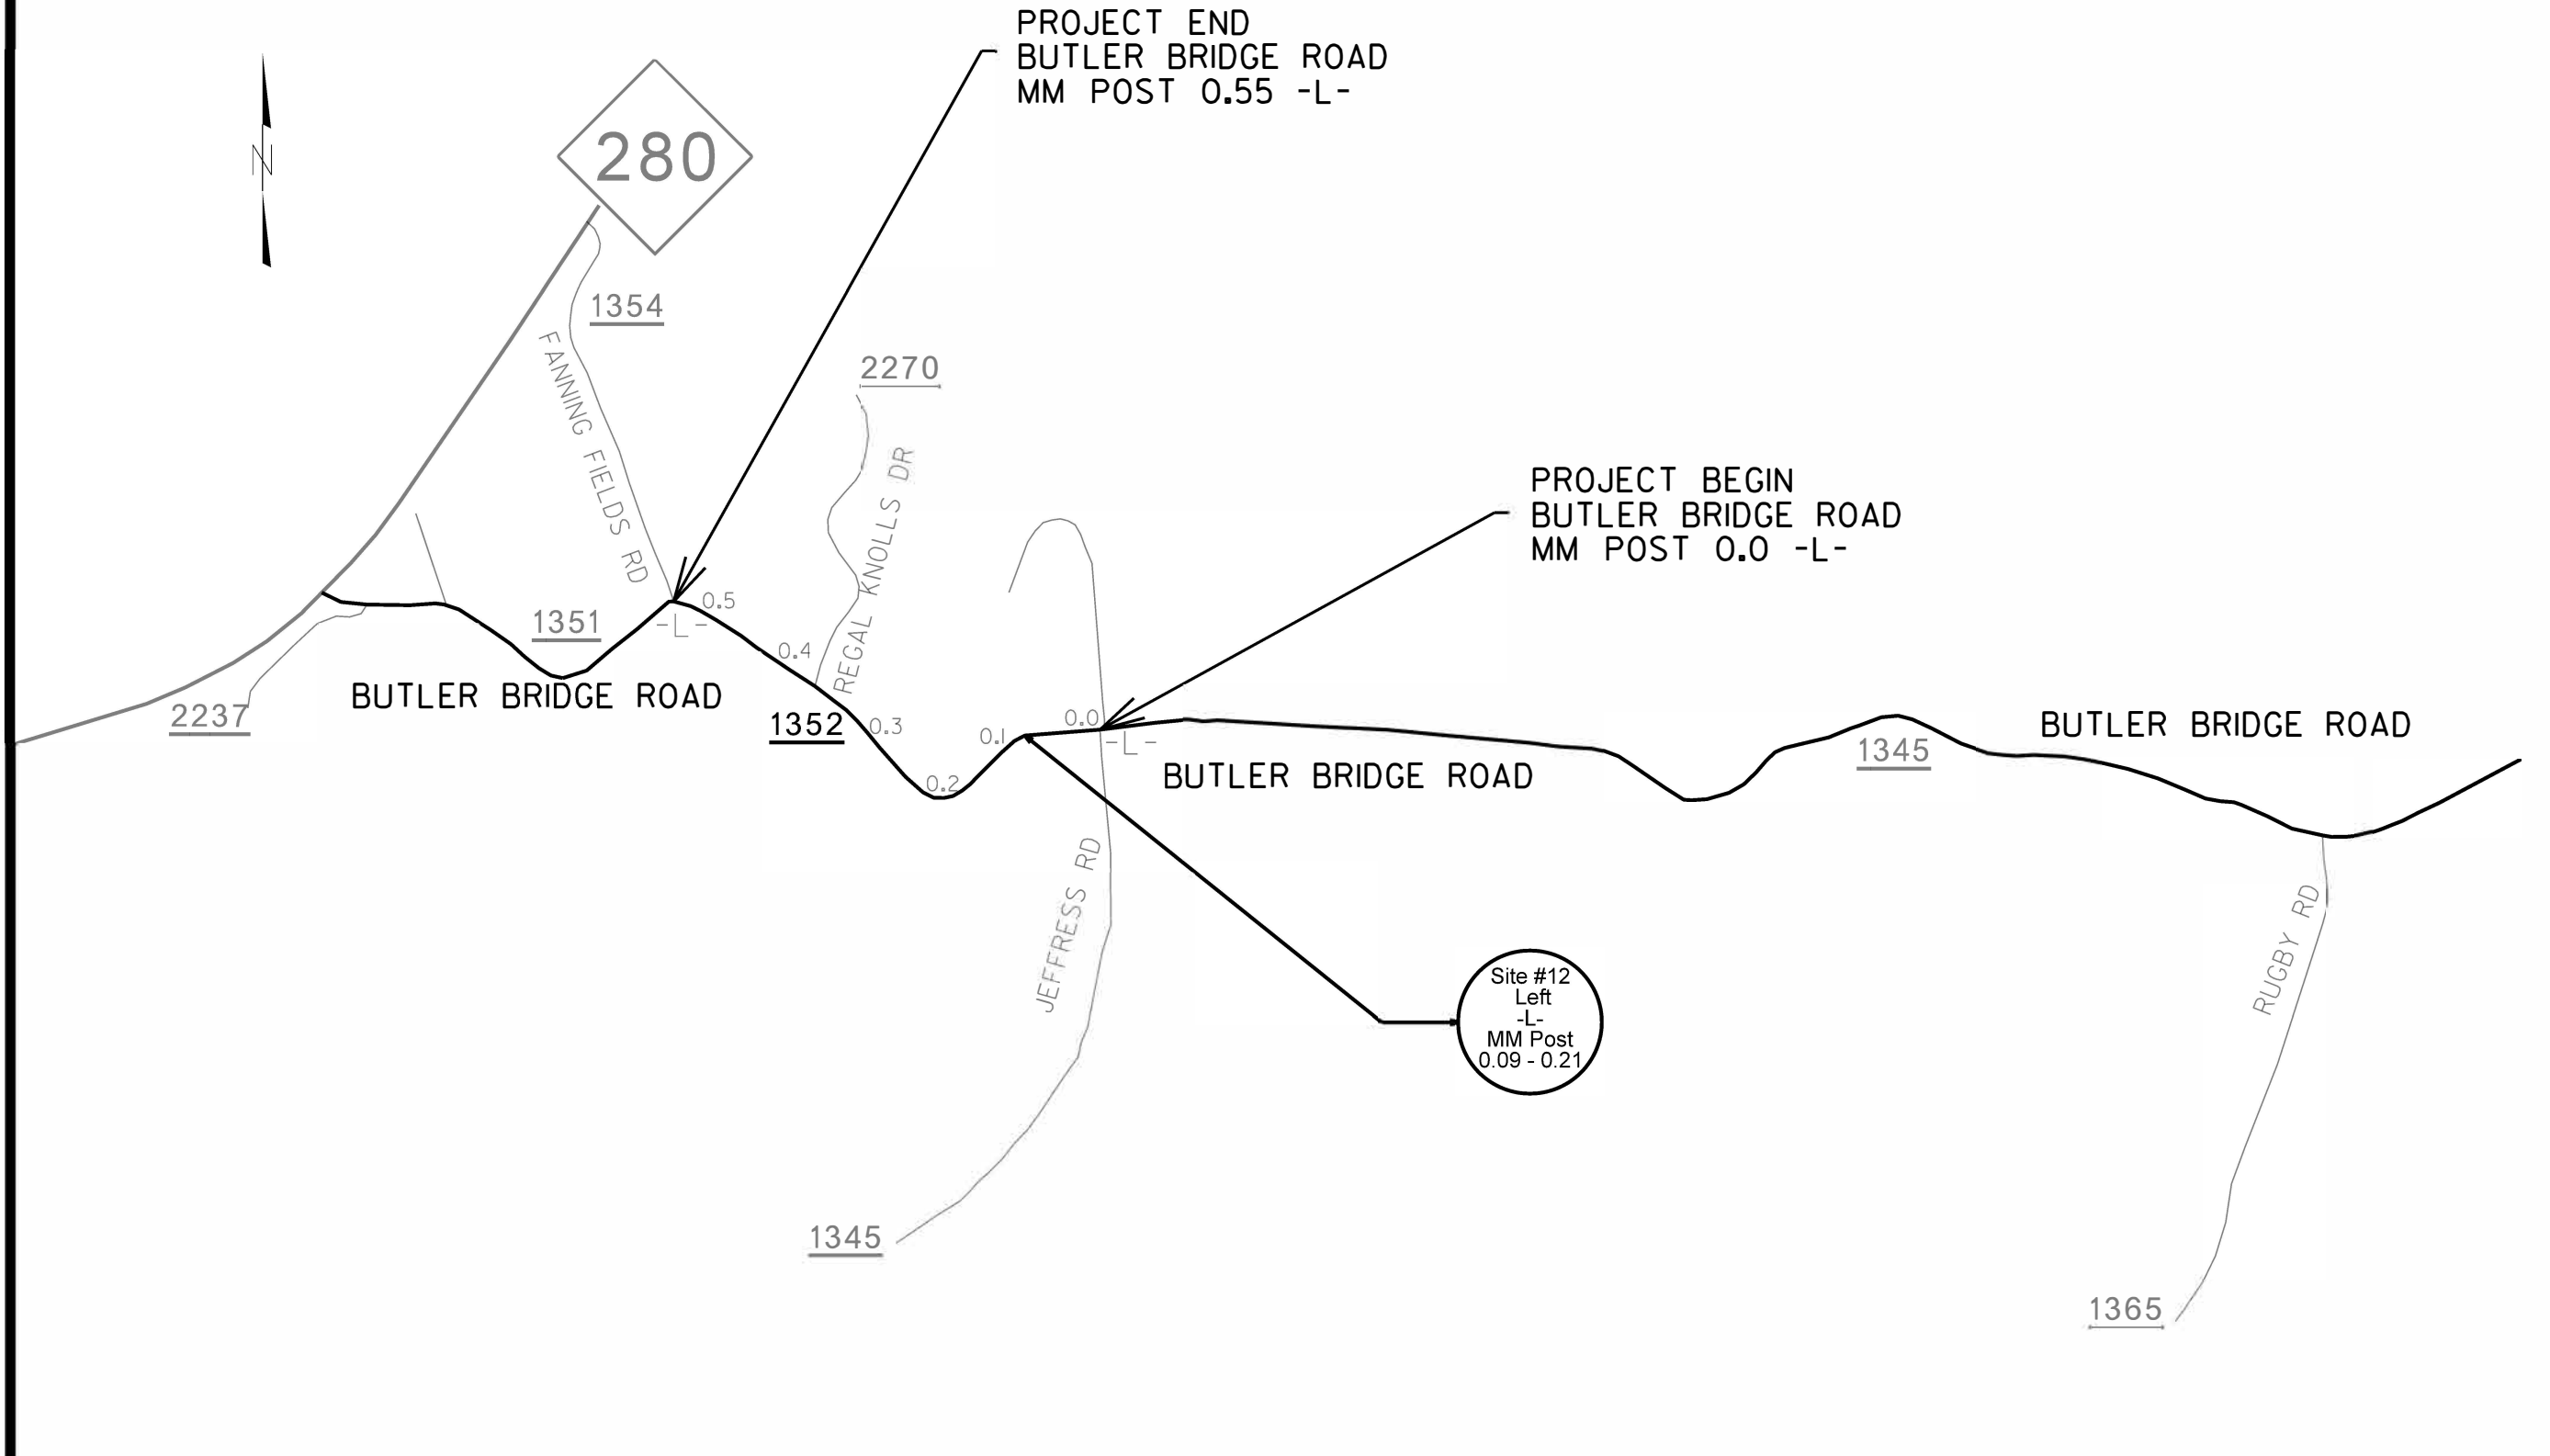 PROJECT END
BUTLER BRIDGE ROAD
MM POST 0.55 -L-
N
280
1354
FANNING FIELDS RD
2270
REGAL KNOLLS DR
PROJECT BEGIN
BUTLER BRIDGE ROAD
MM POST 0.0 -L-
0.5
-L-
1351
0.4
BUTLER BRIDGE ROAD
2237
1352
0.3
0.2
0.1
0.0
-L-
BUTLER BRIDGE ROAD
1345
BUTLER BRIDGE ROAD
JEFFRESS RD
RUGBY RD
Site #12
Left
-L-
MM Post
0.09 - 0.21
1345
1365